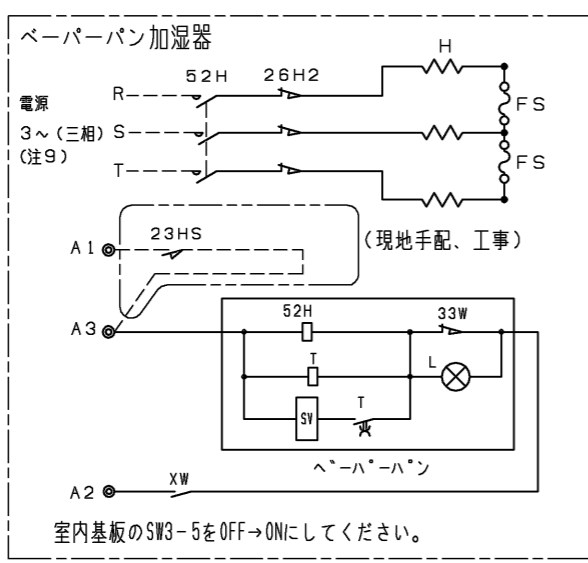 ベーパーパン加湿器
H
52H 26H2
電源
R
FS
3～(三相) S
(注9)
FS
T
23HS
(現地手配、工事)
A1
52H
33W
A3
T
L
SV
T
ベーパーパン
XW
A2
室内基板のSW3-5をOFF→ONにしてください。